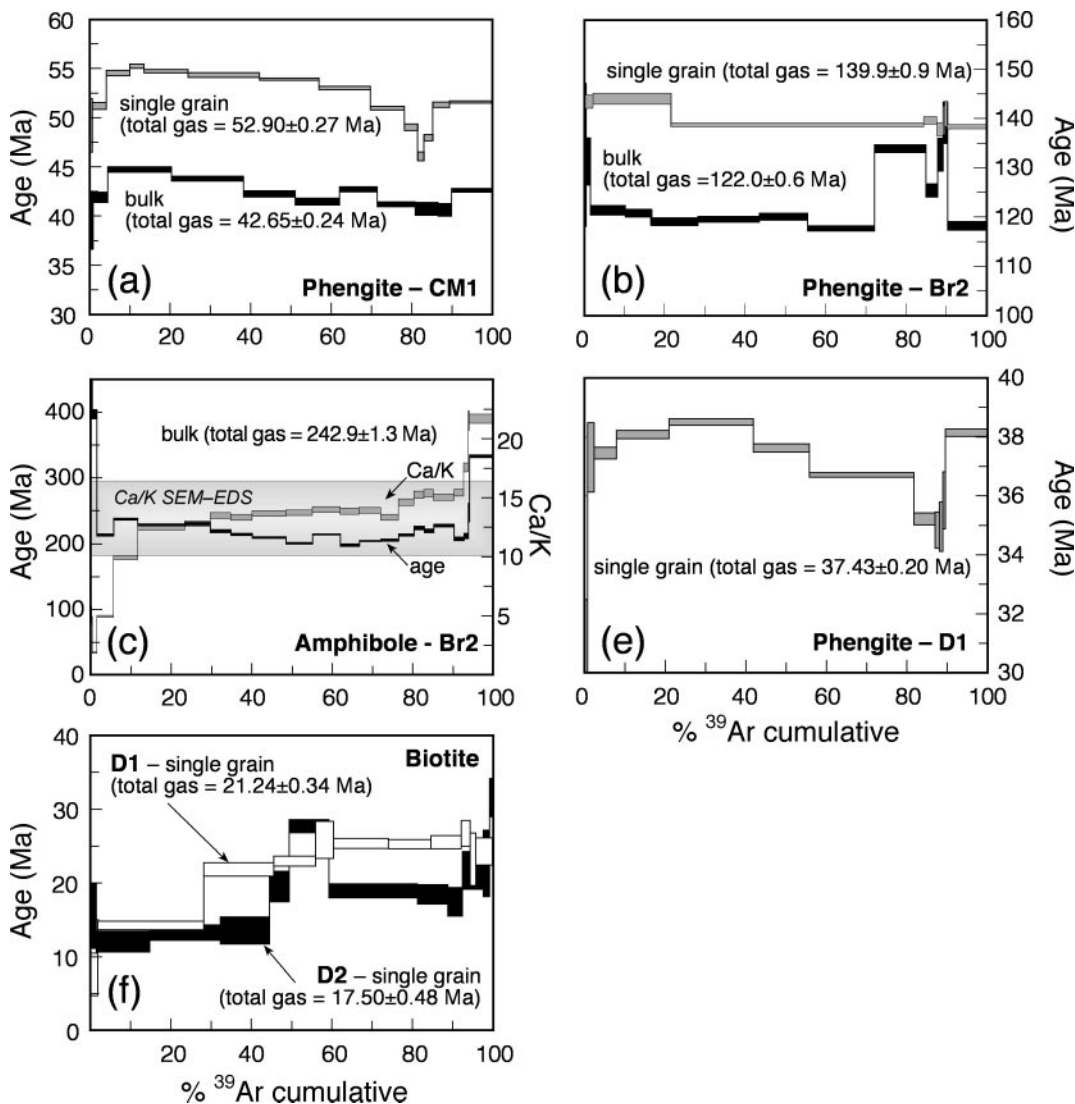 60
55
50
45
40
35
30
Age (Ma)
single grain
(total gas = 52.90±0.27 Ma)
bulk
(total gas = 42.65±0.24 Ma)
(a)
Phengite – CM1
0 20 40 60 80 100
160
150
140
130
120
110
100
Age (Ma)
single grain (total gas = 139.9±0.9 Ma)
bulk
(total gas =122.0±0.6 Ma)
(b)
Phengite – Br2
0 20 40 60 80 100
400
300
200
100
0
Age (Ma)
bulk (total gas = 242.9±1.3 Ma)
Ca/K
Ca/K SEM–EDS
age
20
15
10
5
Ca/K
(c)
Amphibole - Br2
0 20 40 60 80 100
40
38
36
34
32
30
Age (Ma)
single grain (total gas = 37.43±0.20 Ma)
(e)
Phengite – D1
0 20 40 60 80 100
% ³⁹Ar cumulative
40
30
20
10
0
Age (Ma)
D1 – single grain
(total gas = 21.24±0.34 Ma)
Biotite
D2 – single grain
(total gas = 17.50±0.48 Ma)
(f)
0 20 40 60 80 100
% ³⁹Ar cumulative